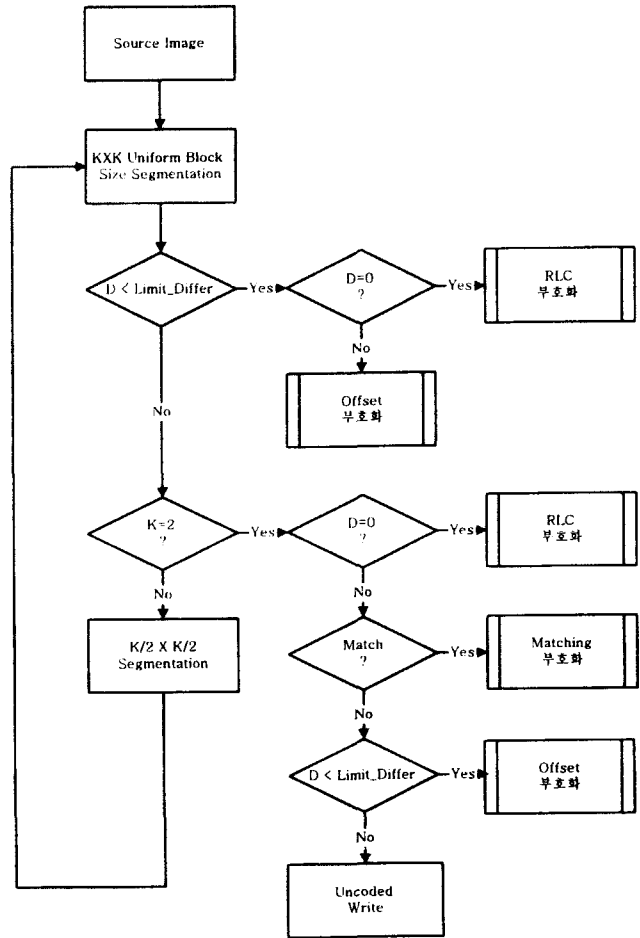 Source Image
KXK Uniform Block
Size Segmentation
D < Limit_Differ
Yes
D=0
?
Yes
RLC
부호화
No
Offset
부호화
No
K=2
?
Yes
D=0
?
Yes
RLC
부호화
No
No
K/2 X K/2
Segmentation
Match
?
Yes
Matching
부호화
No
D < Limit_Differ
Yes
Offset
부호화
No
Uncoded
Write